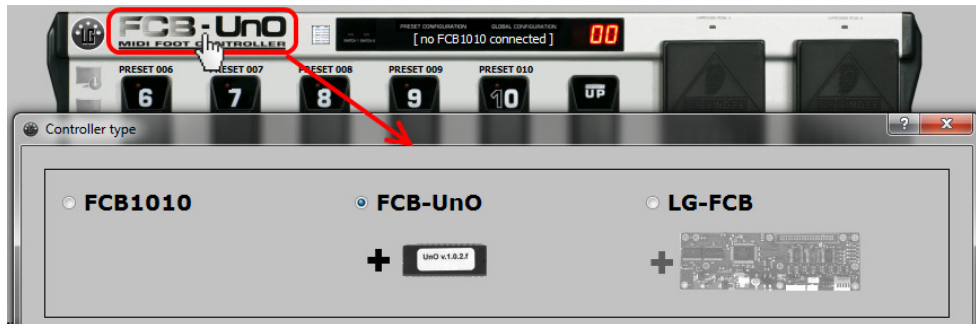 LG
FCB-UnO
MIDI FOOT CONTROLLER
PRESET CONFIGURATION
GLOBAL CONFIGURATION
[ no FCB1010 connected ]
00
PRESET 006
PRESET 007
PRESET 008
PRESET 009
PRESET 010
6
7
8
9
10
UP
Controller type
?
X
FCB1010
FCB-UnO
LG-FCB
+
UnO v.1.0.2.f
+